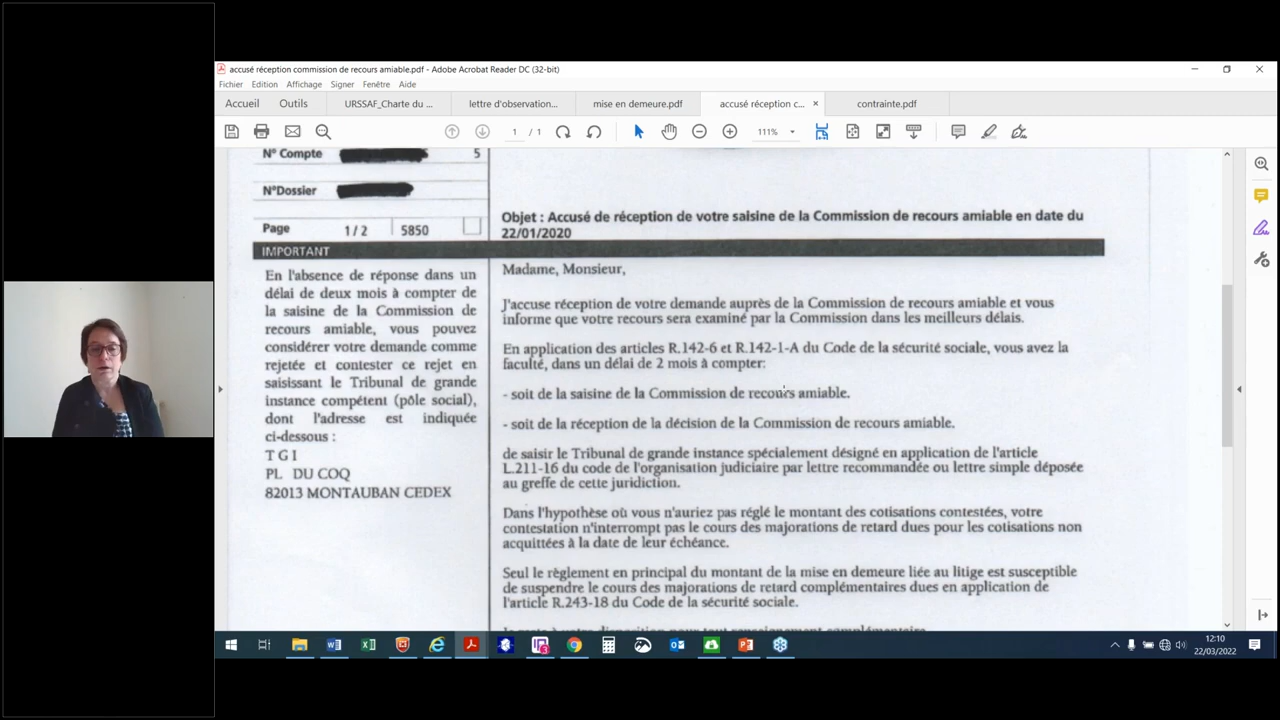 accusé réception commission de recours amiable.pdf - Adobe Acrobat Reader DC (32-bit)
Fichier Edition Affichage Signer Fenêtre Aide
Accueil Outils URSSAF_Charte du ... lettre d'observation... mise en demeure.pdf accusé réception c... × contrainte.pdf
1 / 1 111%
N° Compte 5
N°Dossier
Page 1/2 5850
Objet : Accusé de réception de votre saisine de la Commission de recours amiable en date du
22/01/2020
IMPORTANT
En l'absence de réponse dans un
délai de deux mois à compter de
la saisine de la Commission de
recours amiable, vous pouvez
considérer votre demande comme
rejetée et contester ce rejet en
saisissant le Tribunal de grande
instance compétent (pôle social),
dont l'adresse est indiquée
ci-dessous :
T G I
PL DU COQ
82013 MONTAUBAN CEDEX
Madame, Monsieur,
J'accuse réception de votre demande auprès de la Commission de recours amiable et vous
informe que votre recours sera examiné par la Commission dans les meilleurs délais.
En application des articles R.142-6 et R.142-1-A du Code de la sécurité sociale, vous avez la
faculté, dans un délai de 2 mois à compter:
- soit de la saisine de la Commission de recours amiable.
- soit de la réception de la décision de la Commission de recours amiable.
de saisir le Tribunal de grande instance spécialement désigné en application de l'article
L.211-16 du code de l'organisation judiciaire par lettre recommandée ou lettre simple déposée
au greffe de cette juridiction.
Dans l'hypothèse où vous n'auriez pas réglé le montant des cotisations contestées, votre
contestation n'interrompt pas le cours des majorations de retard dues pour les cotisations non
acquittées à la date de leur échéance.
Seul le règlement en principal du montant de la mise en demeure liée au litige est susceptible
de suspendre le cours des majorations de retard complémentaires dues en application de
l'article R.243-18 du Code de la sécurité sociale.
12:10
22/03/2022